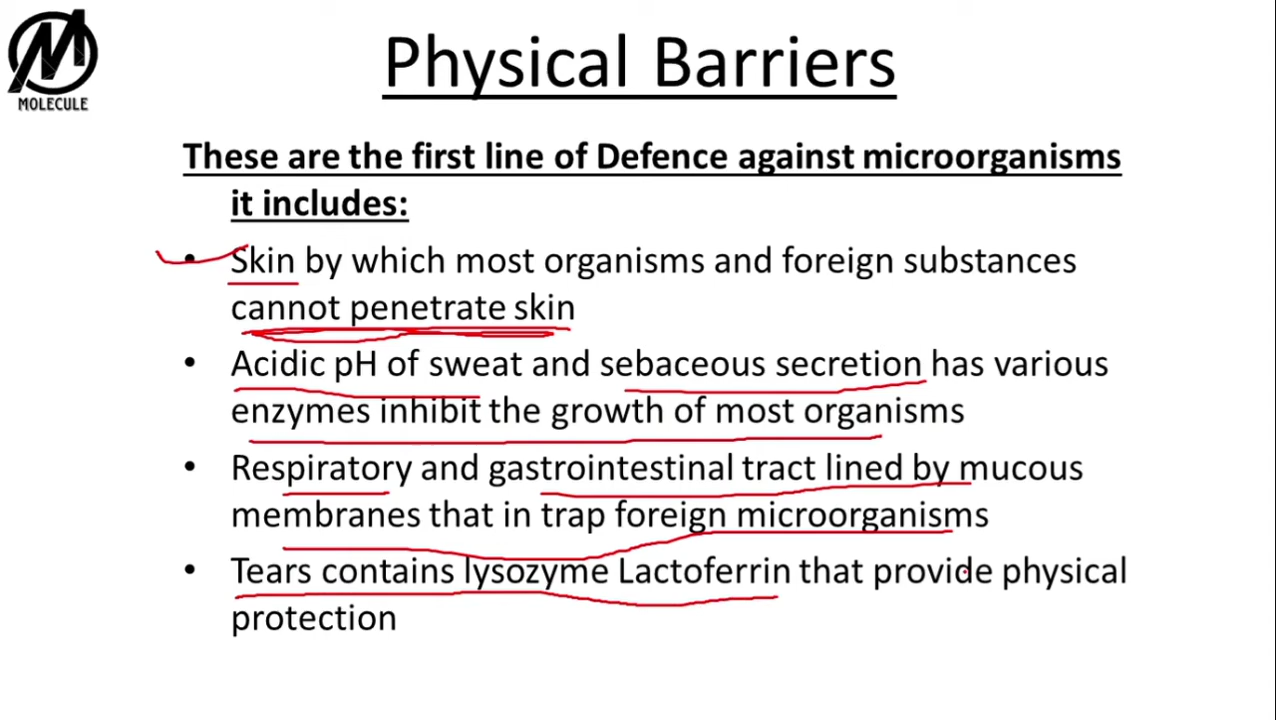 MOLECULE
Physical Barriers
These are the first line of Defence against microorganisms
it includes:
• Skin by which most organisms and foreign substances
cannot penetrate skin
• Acidic pH of sweat and sebaceous secretion has various
enzymes inhibit the growth of most organisms
• Respiratory and gastrointestinal tract lined by mucous
membranes that in trap foreign microorganisms
• Tears contains lysozyme Lactoferrin that provide physical
protection